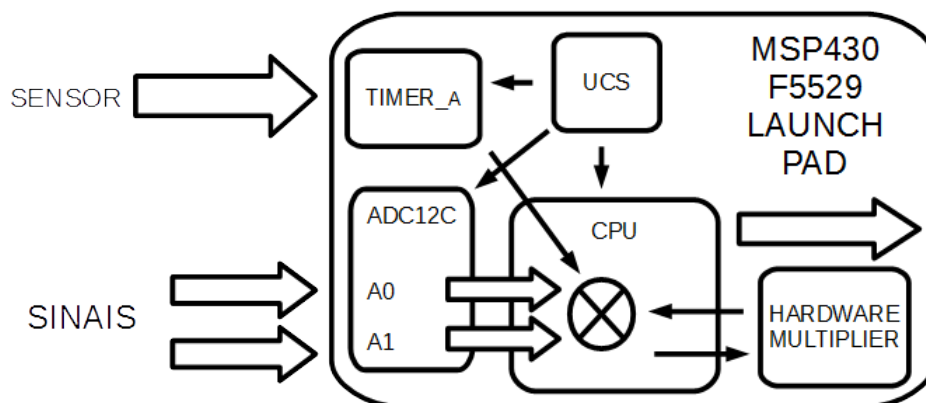 SENSOR
TIMER_A
UCS
MSP430
F5529
LAUNCH
PAD
ADC12C
CPU
SINAIS
A0
A1
HARDWARE
MULTIPLIER